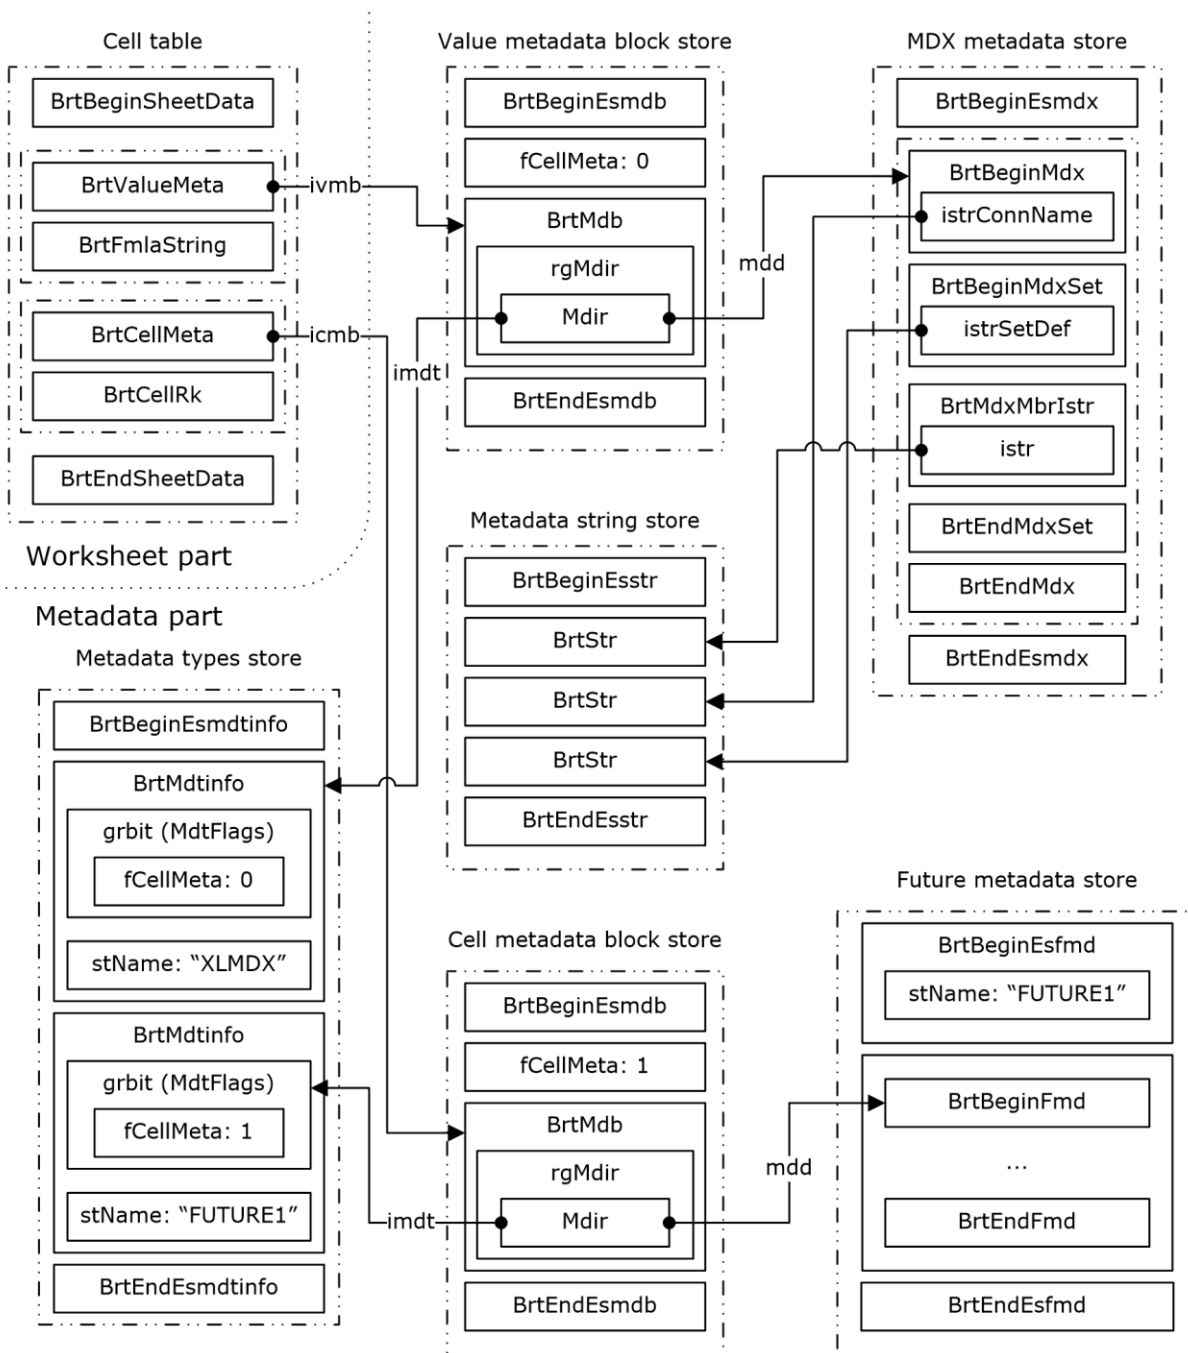 Cell table
BrtBeginSheetData
BrtValueMeta
ivmb
BrtFmlaString
BrtCellMeta
icmb
BrtCellRk
BrtEndSheetData
Worksheet part
Value metadata block store
BrtBeginEsmdb
fCellMeta: 0
BrtMdb
rgMdir
Mdir
imdt
mdd
BrtEndEsmdb
MDX metadata store
BrtBeginEsmdx
BrtBeginMdx
istrConnName
BrtBeginMdxSet
istrSetDef
BrtMdxMbrIstr
istr
BrtEndMdxSet
BrtEndMdx
BrtEndEsmdx
Metadata string store
BrtBeginEsstr
BrtStr
BrtStr
BrtStr
BrtEndEsstr
Metadata part
Metadata types store
BrtBeginEsmdtinfo
BrtMdtinfo
grbit (MdtFlags)
fCellMeta: 0
stName: “XLMDX”
BrtMdtinfo
grbit (MdtFlags)
fCellMeta: 1
stName: “FUTURE1”
BrtEndEsmdtinfo
Cell metadata block store
BrtBeginEsmdb
fCellMeta: 1
BrtMdb
rgMdir
Mdir
imdt
mdd
BrtEndEsmdb
Future metadata store
BrtBeginEsfmd
stName: “FUTURE1”
BrtBeginFmd
...
BrtEndFmd
BrtEndEsfmd